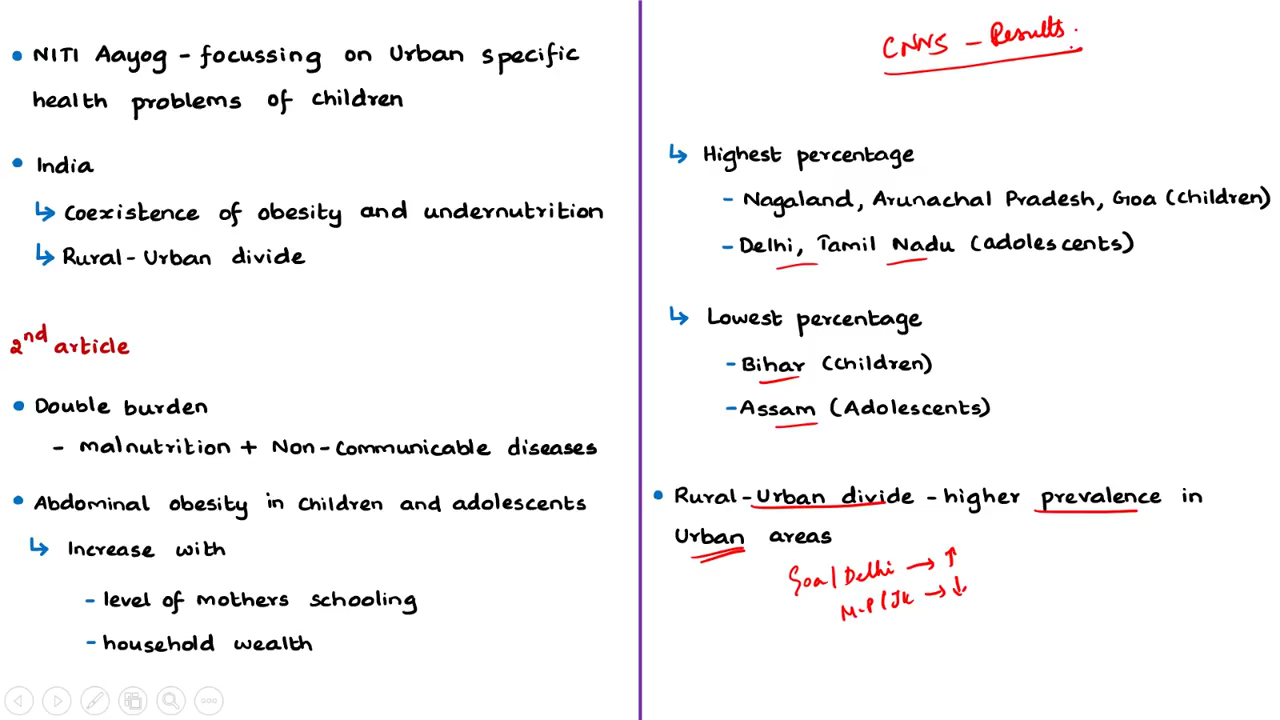 • NITI Aayog - focussing on Urban specific
health problems of children
• India
↳ Coexistence of obesity and undernutrition
↳ Rural-Urban divide
2nd article
• Double burden
- malnutrition + Non-Communicable diseases
• Abdominal obesity in Children and adolescents
↳ Increase with
- level of mothers schooling
- household wealth
CNNS - Results.
↳ Highest percentage
- Nagaland, Arunachal Pradesh, Goa (children)
- Delhi, Tamil Nadu (adolescents)
↳ Lowest percentage
- Bihar (Children)
- Assam (Adolescents)
• Rural-Urban divide - higher prevalence in
Urban areas
Goa/Delhi → ↑
M.P/JK → ↓